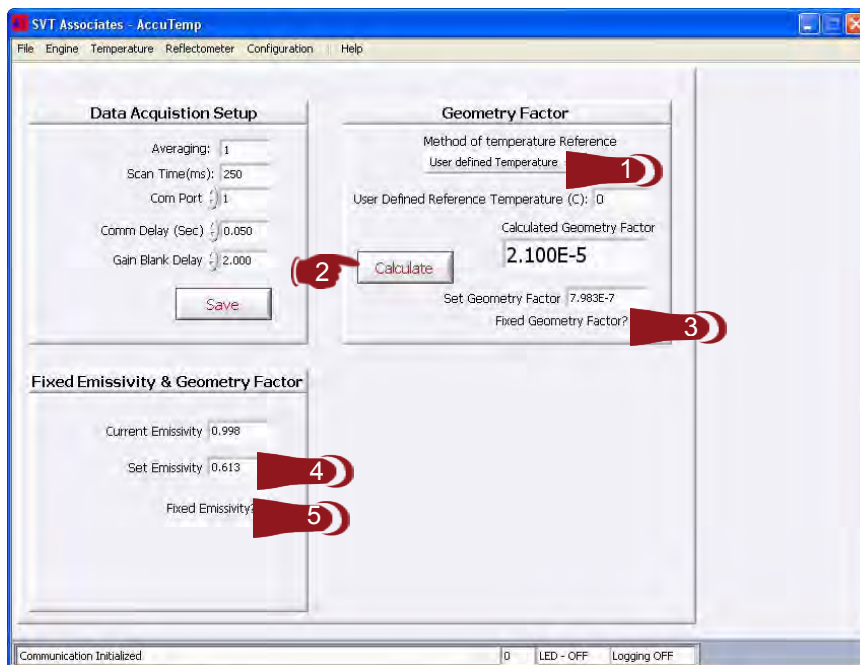 SVT Associates - AccuTemp
File Engine Temperature Reflectometer Configuration Help
Data Acquistion Setup
Averaging: 1
Scan Time(ms): 250
Com Port 1
Comm Delay (Sec) 0.050
Gain Blank Delay 2.000
Save
Geometry Factor
Method of temperature Reference
User defined Temperature
1
User Defined Reference Temperature (C): 0
Calculated Geometry Factor
2.100E-5
2
Calculate
Set Geometry Factor 7.983E-7
Fixed Geometry Factor?
3
Fixed Emissivity & Geometry Factor
Current Emissivity 0.998
Set Emissivity 0.613
4
Fixed Emissivity?
5
Communication Initialized 0 LED - OFF Logging OFF